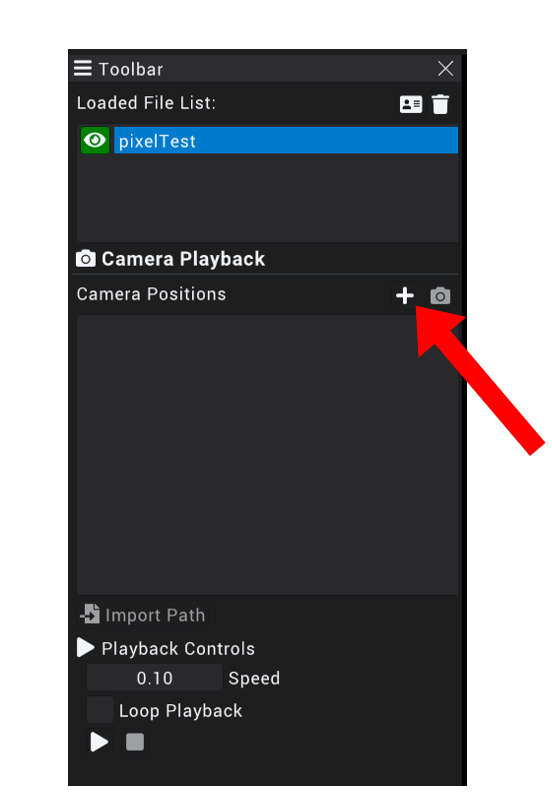 Toolbar
Loaded File List:
pixelTest
Camera Playback
Camera Positions
Import Path
Playback Controls
0.10 Speed
Loop Playback